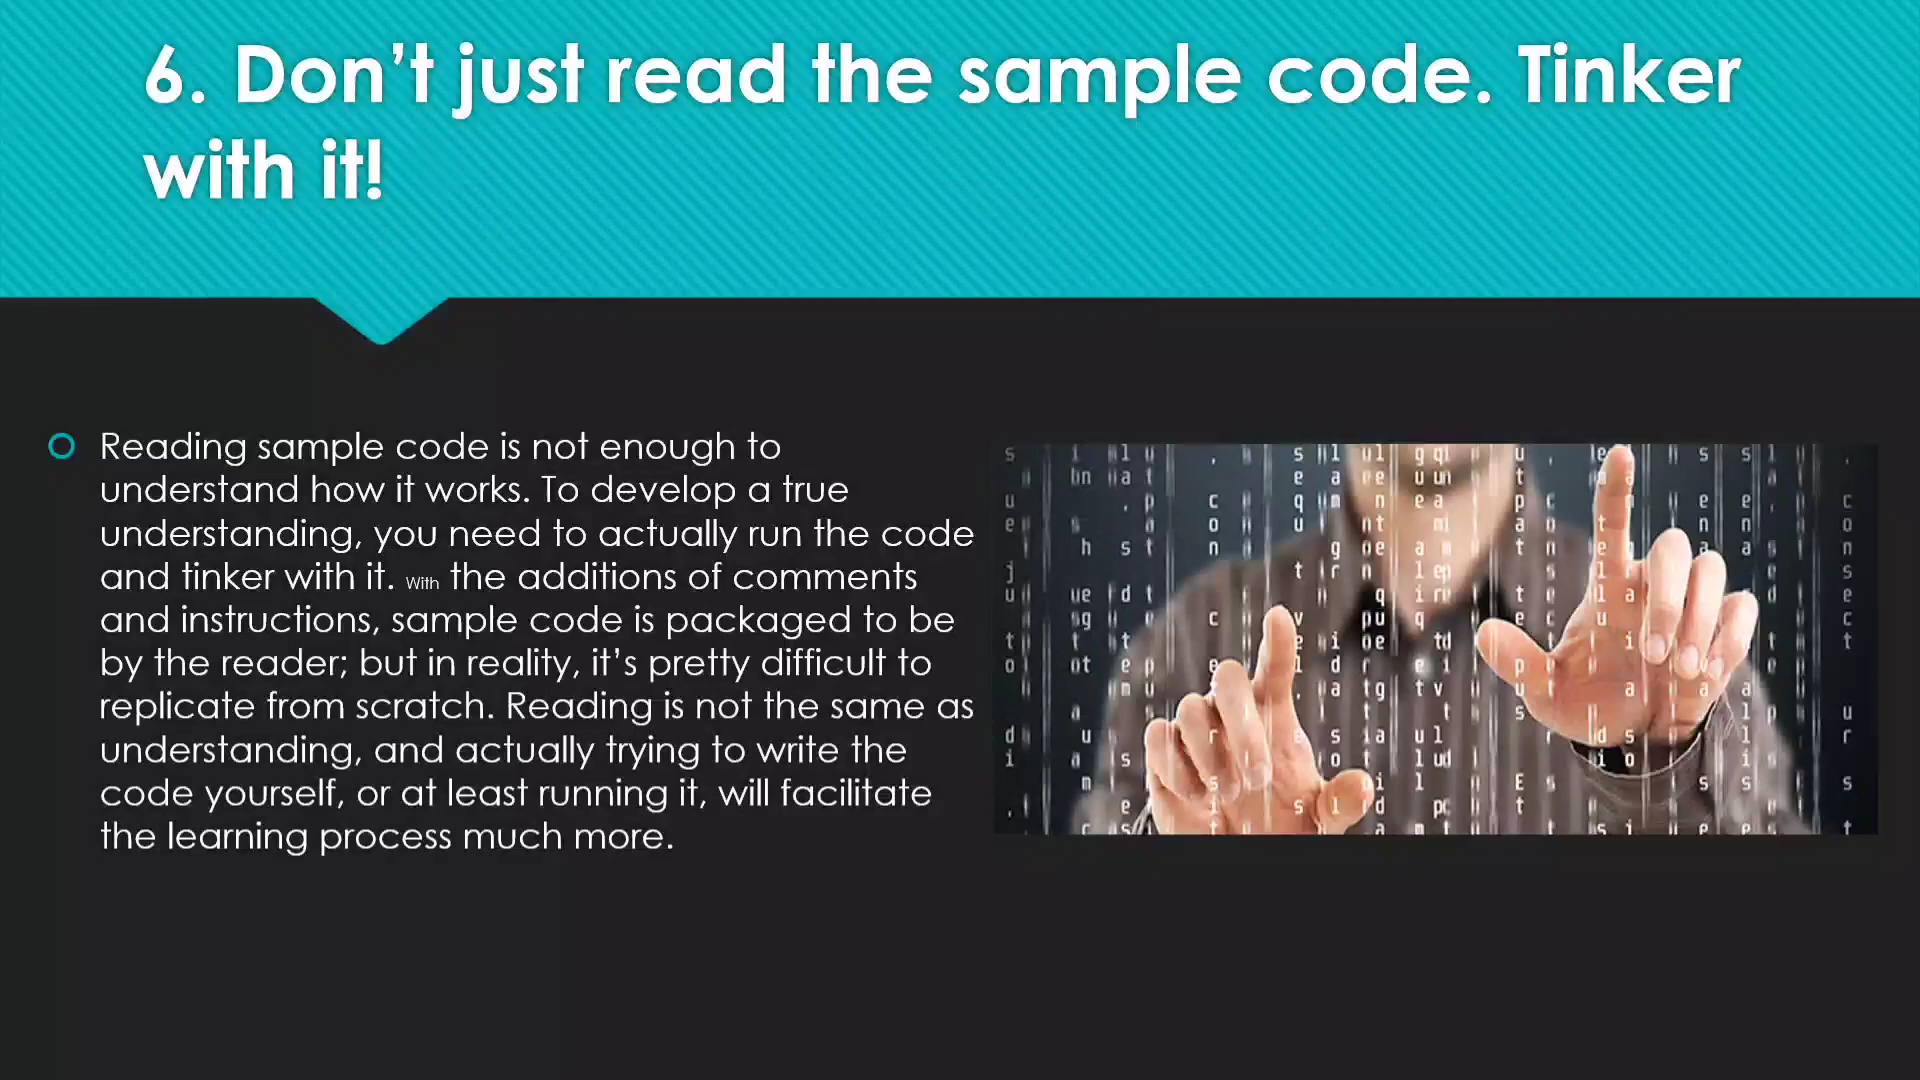 6. Don’t just read the sample code. Tinker
with it!
Reading sample code is not enough to
understand how it works. To develop a true
understanding, you need to actually run the code
and tinker with it. With the additions of comments
and instructions, sample code is packaged to be
by the reader; but in reality, it’s pretty difficult to
replicate from scratch. Reading is not the same as
understanding, and actually trying to write the
code yourself, or at least running it, will facilitate
the learning process much more.